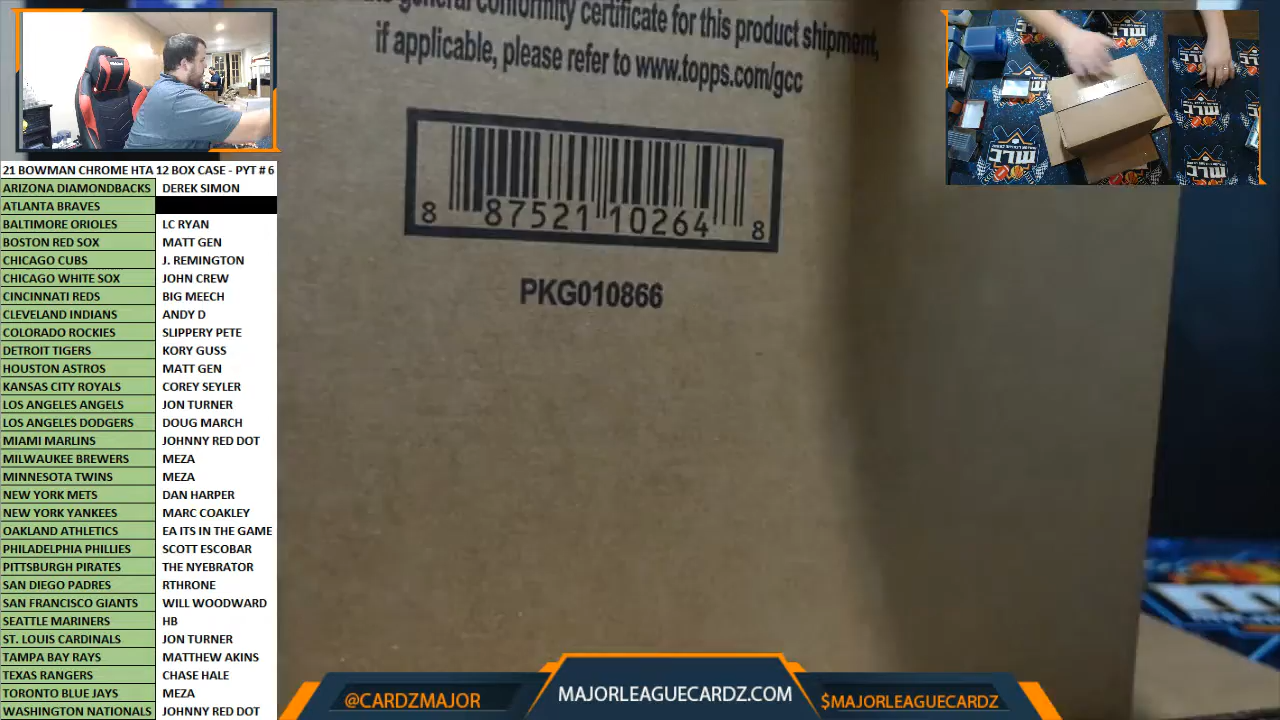 general conformity certificate for this product shipment,
if applicable, please refer to www.topps.com/gcc
8 87521 10264 8
PKG010866
21 BOWMAN CHROME HTA 12 BOX CASE - PYT # 6
ARIZONA DIAMONDBACKS DEREK SIMON
ATLANTA BRAVES
BALTIMORE ORIOLES LC RYAN
BOSTON RED SOX MATT GEN
CHICAGO CUBS J. REMINGTON
CHICAGO WHITE SOX JOHN CREW
CINCINNATI REDS BIG MEECH
CLEVELAND INDIANS ANDY D
COLORADO ROCKIES SLIPPERY PETE
DETROIT TIGERS KORY GUSS
HOUSTON ASTROS MATT GEN
KANSAS CITY ROYALS COREY SEYLER
LOS ANGELES ANGELS JON TURNER
LOS ANGELES DODGERS DOUG MARCH
MIAMI MARLINS JOHNNY RED DOT
MILWAUKEE BREWERS MEZA
MINNESOTA TWINS MEZA
NEW YORK METS DAN HARPER
NEW YORK YANKEES MARC COAKLEY
OAKLAND ATHLETICS EA ITS IN THE GAME
PHILADELPHIA PHILLIES SCOTT ESCOBAR
PITTSBURGH PIRATES THE NYEBRATOR
SAN DIEGO PADRES RTHRONE
SAN FRANCISCO GIANTS WILL WOODWARD
SEATTLE MARINERS HB
ST. LOUIS CARDINALS JON TURNER
TAMPA BAY RAYS MATTHEW AKINS
TEXAS RANGERS CHASE HALE
TORONTO BLUE JAYS MEZA
WASHINGTON NATIONALS JOHNNY RED DOT
@CARDZMAJOR
MAJORLEAGUECARDZ.COM
$MAJORLEAGUECARDZ